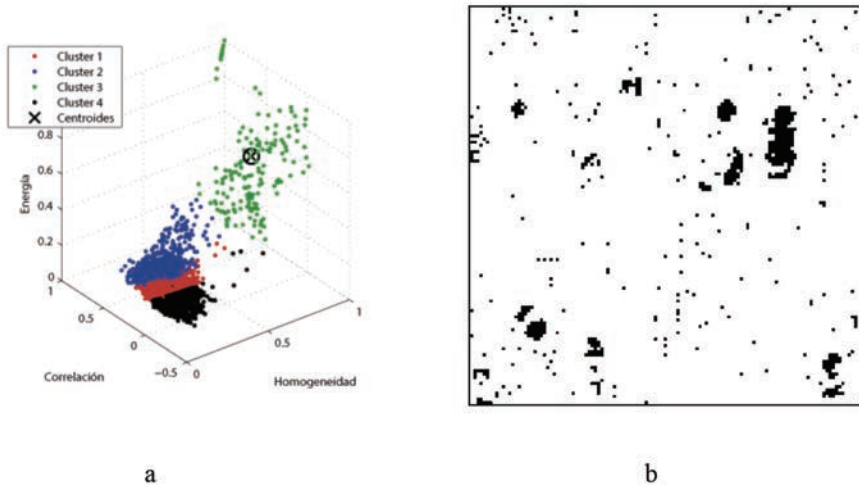 Cluster 1
Cluster 2
Cluster 3
Cluster 4
Centroides
0.8
0.6
0.4
0.2
0
Energía
1
0.5
0
−0.5
Correlación
0
0.5
1
Homogeneidad
a
b